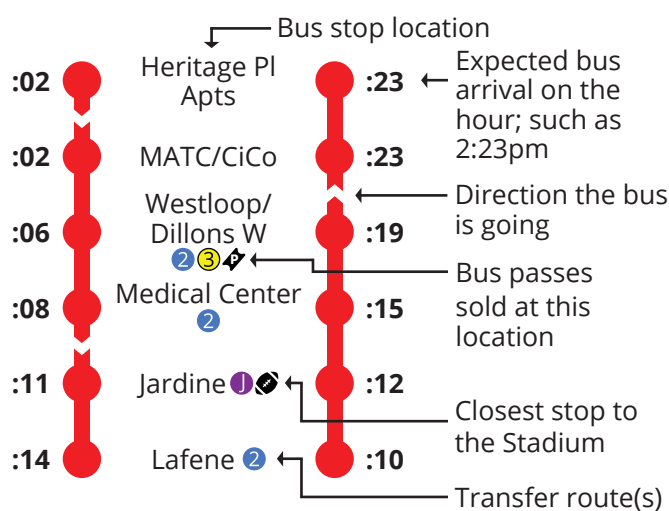 Bus stop location
:02 Heritage Pl Apts :23
Expected bus
arrival on the
hour; such as
2:23pm
:02 MATC/CiCo :23
Direction the bus
is going
:06 Westloop/
Dillons W :19
2 3 P
Bus passes
sold at this
location
:08 Medical Center :15
2
:11 Jardine J :12
Closest stop to
the Stadium
:14 Lafene 2 :10
Transfer route(s)